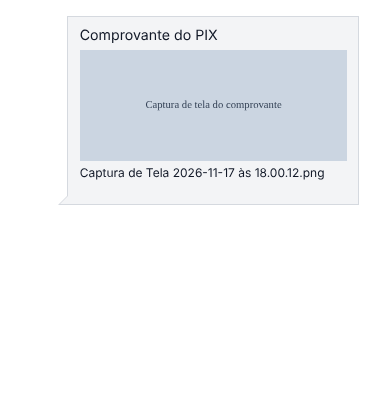 Comprovante do PIX
Captura de tela do comprovante
Captura de Tela 2026-11-17 às 18.00.12.png